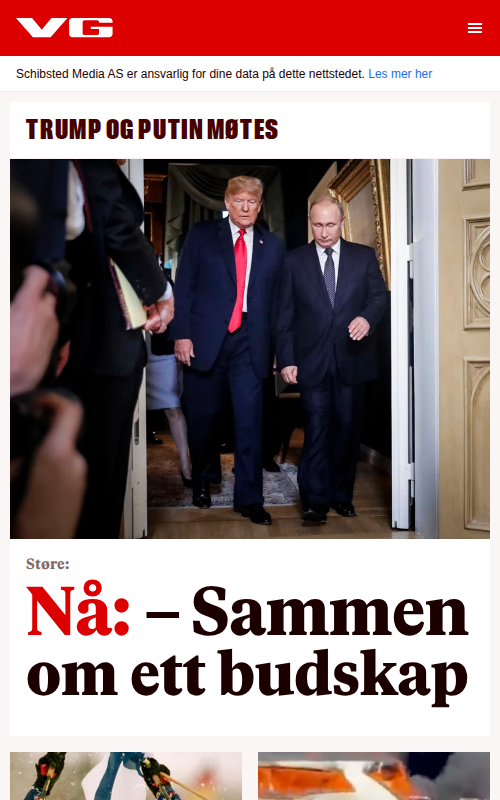 VG
Schibsted Media AS er ansvarlig for dine data på dette nettstedet. Les mer her
TRUMP OG PUTIN MØTES
Støre:
Nå: – Sammen
om ett budskap